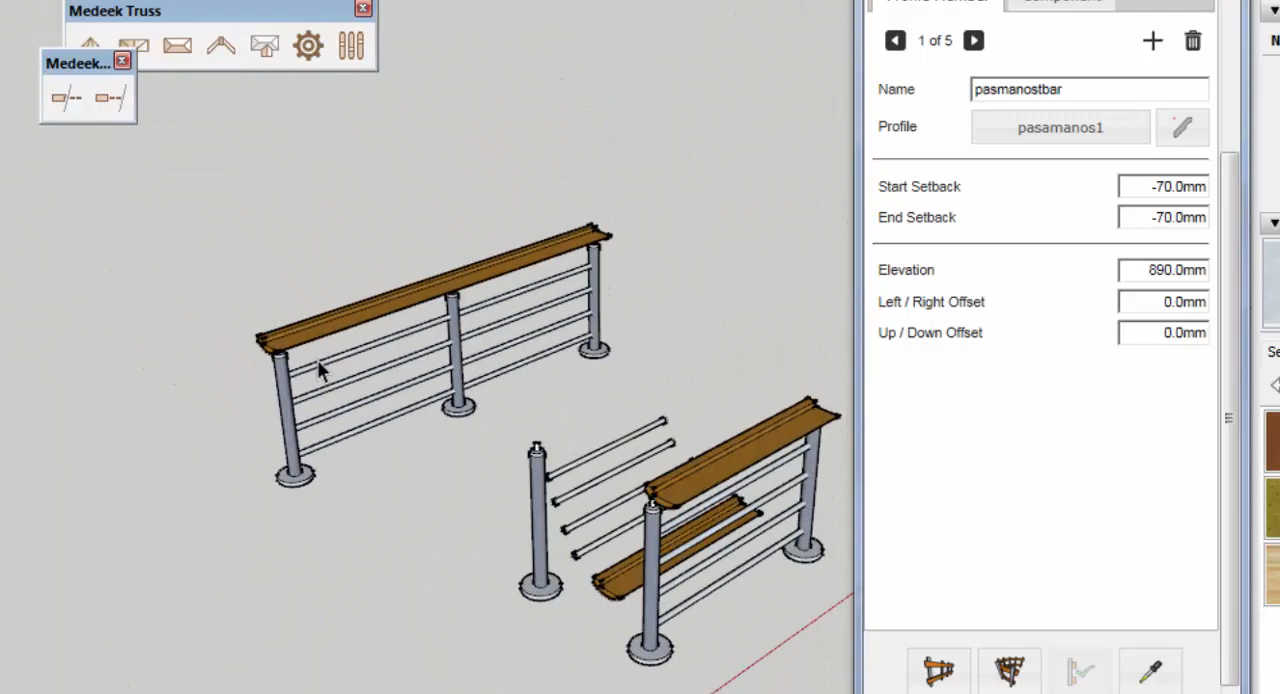 Medeek Truss
Medeek...
1 of 5
Name
pasmanostbar
Profile
pasamanos1
Start Setback
-70.0mm
End Setback
-70.0mm
Elevation
890.0mm
Left / Right Offset
0.0mm
Up / Down Offset
0.0mm